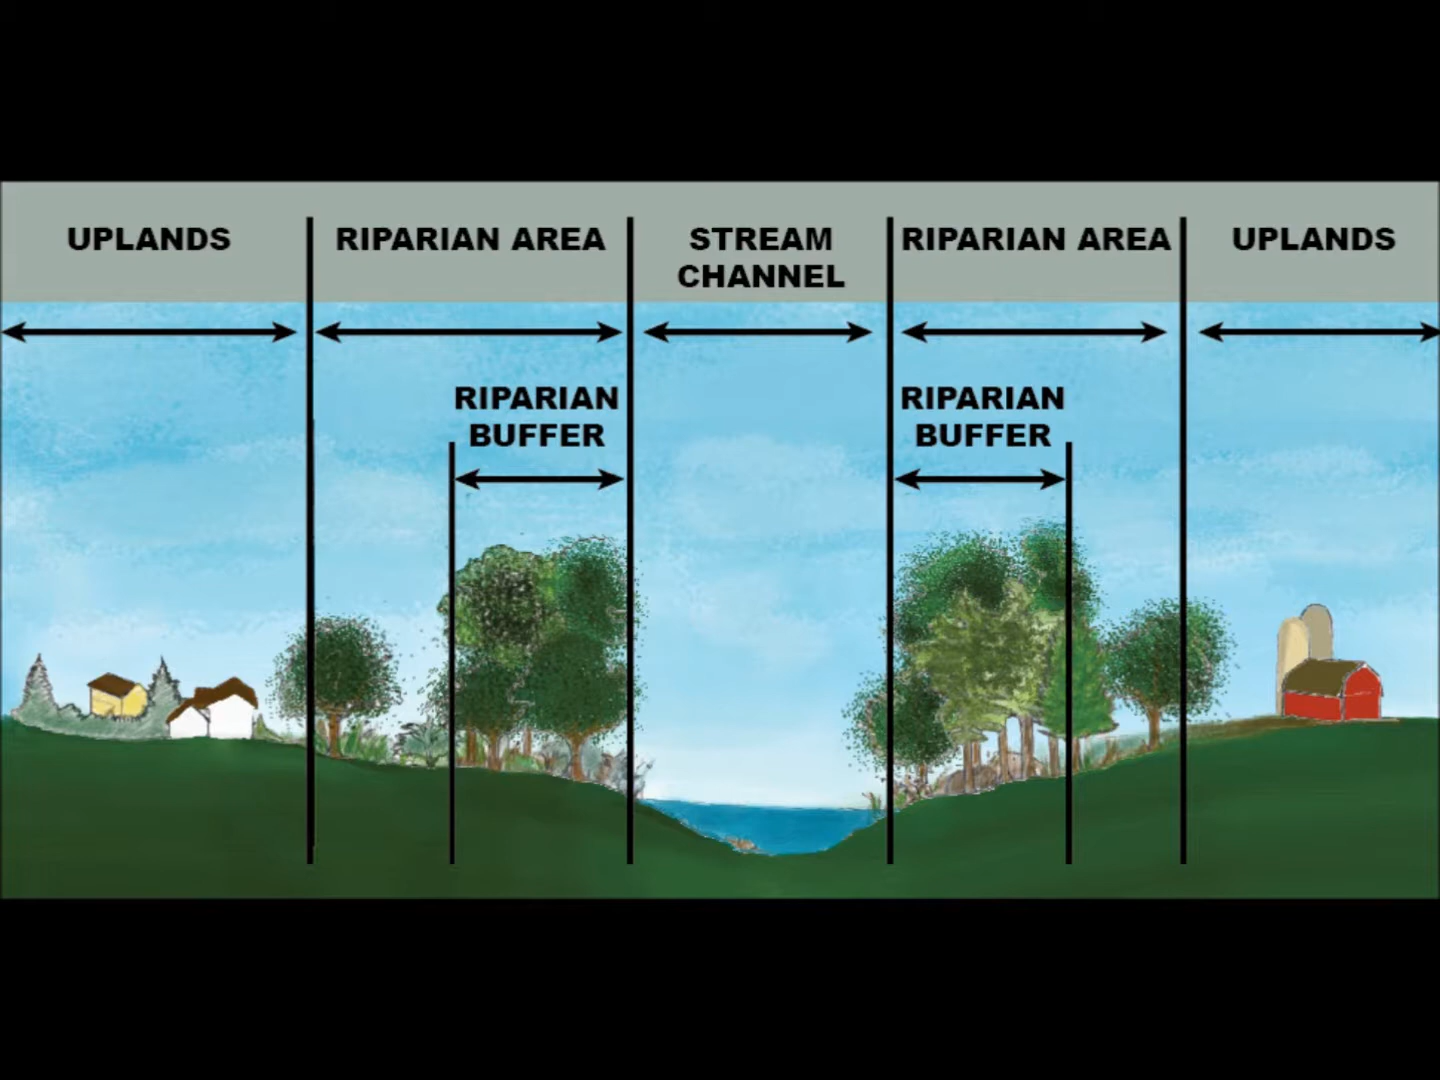 UPLANDS
RIPARIAN AREA
STREAM
CHANNEL
RIPARIAN AREA
UPLANDS
RIPARIAN
BUFFER
RIPARIAN
BUFFER